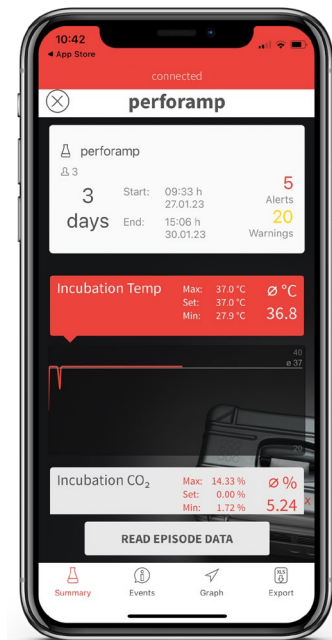 10:42
App Store
connected
perforamp
perforamp
3
3
days
Start: 09:33 h
27.01.23
End: 15:06 h
30.01.23
5
Alerts
20
Warnings
Incubation Temp
Max: 37.0 °C
Set: 37.0 °C
Min: 27.9 °C
ø °C
36.8
40
ø 37
20
Incubation CO₂
Max: 14.33 %
Set: 0.00 %
Min: 1.72 %
ø %
5.24
x
READ EPISODE DATA
Summary
Events
Graph
XLS
Export